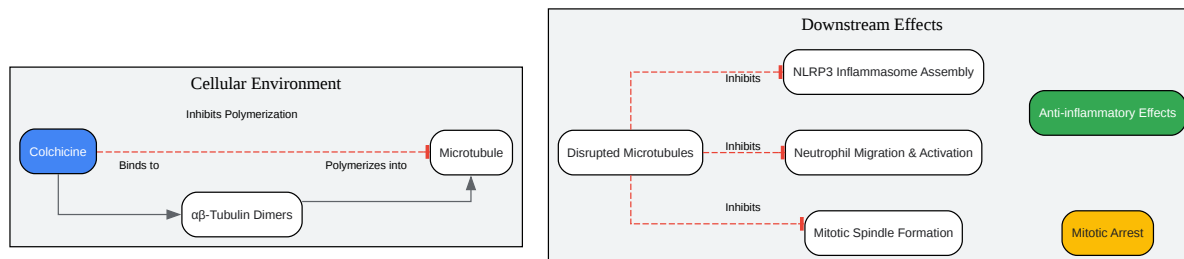 Cellular Environment
Inhibits Polymerization
Colchicine
Binds to
Polymerizes into
Microtubule
αβ-Tubulin Dimers
Downstream Effects
NLRP3 Inflammasome Assembly
Inhibits
Anti-inflammatory Effects
Disrupted Microtubules
Inhibits
Neutrophil Migration & Activation
Inhibits
Mitotic Spindle Formation
Mitotic Arrest